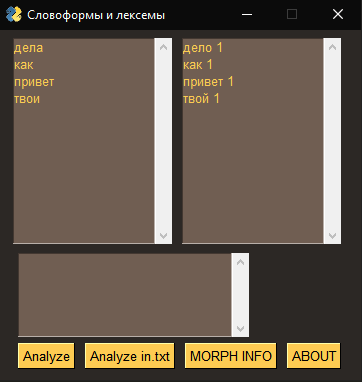 Словоформы и лексемы
дела
как
привет
твои
дело 1
как 1
привет 1
твой 1
Analyze
Analyze in.txt
MORPH INFO
ABOUT